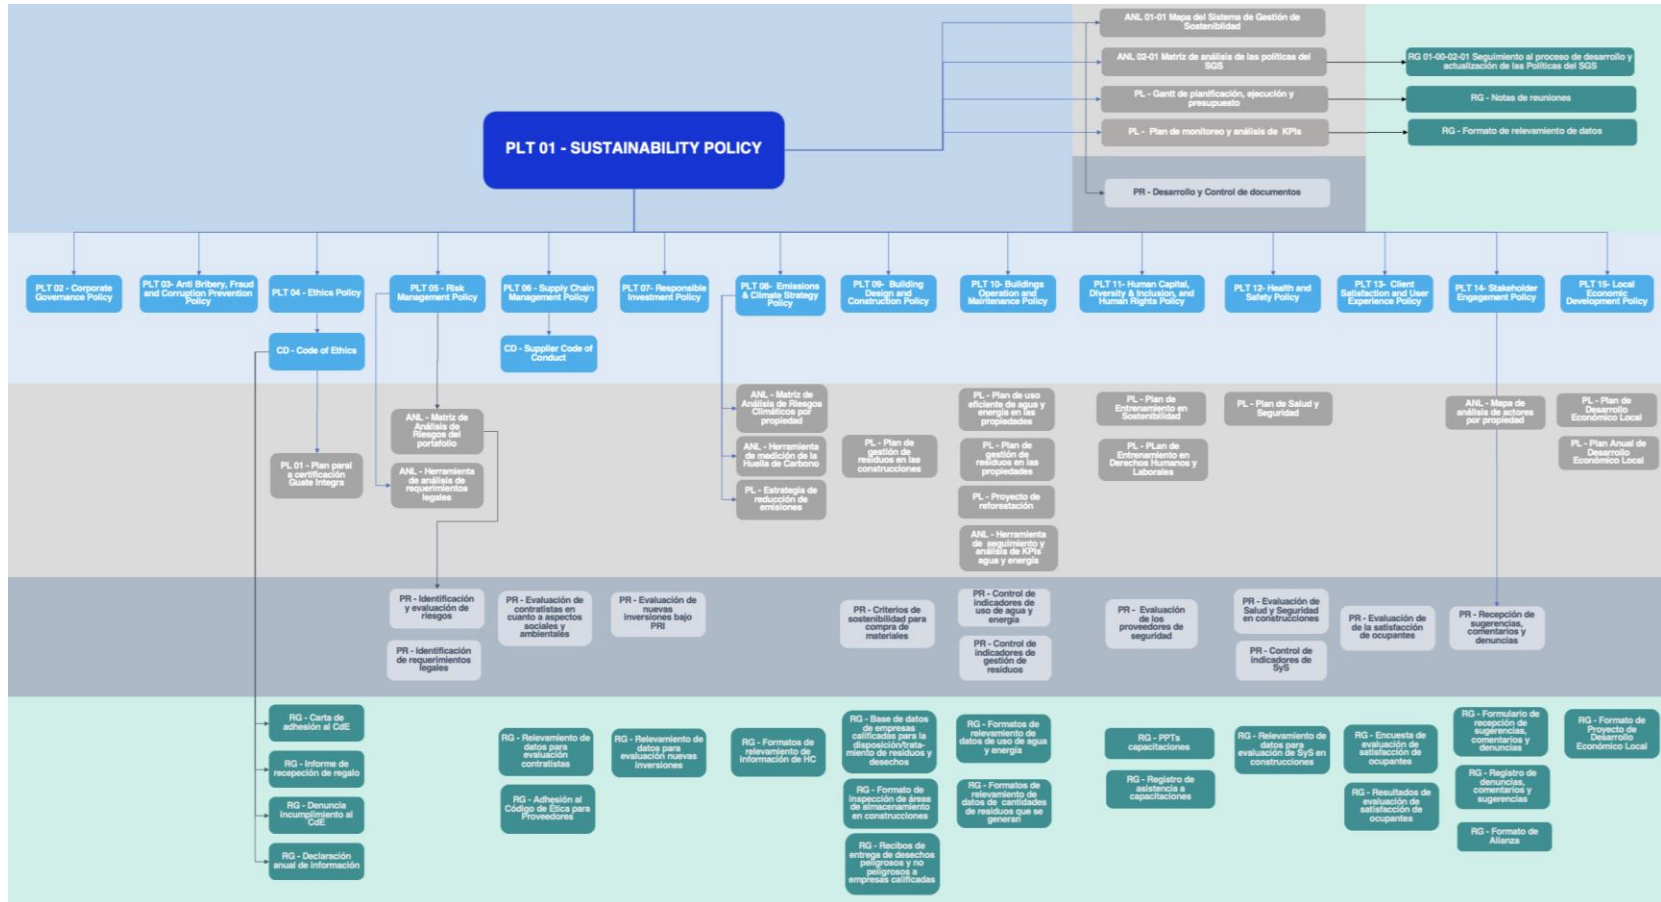 ANL 01-01 Mapa del Sistema de Gestión de
Sosteniblidad
ANL 02-01 Matriz de análisis de las políticas del
SGS
RG 01-00-02-01 Seguimiento al proceso de desarrollo y
actualización de las Políticas del SGS
PL - Gantt de planificación, ejecución y
presupuesto
RG - Notas de reuniones
PL - Plan de monitoreo y análisis de KPIs
RG - Formato de relevamiento de datos
PLT 01 - SUSTAINABILITY POLICY
PR - Desarrollo y Control de documentos
PLT 02 - Corporate
Governance Policy
PLT 03- Anti Bribery, Fraud
and Corruption Prevention
Policy
PLT 04 - Ethics Policy
PLT 05 - Risk
Management Policy
PLT 06 - Supply Chain
Management Policy
PLT 07- Responsible
Investment Policy
PLT 08- Emissions
& Climate Strategy
Policy
PLT 09- Building
Design and
Construction Policy
PLT 10- Buildings
Operation and
Maintenance Policy
PLT 11- Human Capital,
Diversity & Inclusion, and
Human Rights Policy
PLT 12- Health and
Safety Policy
PLT 13- Client
Satisfaction and User
Experience Policy
PLT 14- Stakeholder
Engagement Policy
PLT 15- Local
Economic
Development Policy
CD - Code of Ethics
CD - Supplier Code of
Conduct
PL 01 - Plan paral
a certificación
Guate Íntegra
ANL - Matriz de
Análisis de
Riesgos del
portafolio
ANL - Herramienta
de análisis de
requerimientos
legales
ANL - Matriz de
Análisis de Riesgos
Climáticos por
propiedad
ANL - Herramienta
de medición de la
Huella de Carbono
PL - Estrategia de
reducción de
emisiones
PL - Plan de
gestión de
residuos en las
construcciones
PL - Plan de uso
eficiente de agua y
energía en las
propiedades
PL - Plan de
gestión de
residuos en las
propiedades
PL - Proyecto de
reforestación
ANL - Herramienta
de seguimiento y
análisis de KPIs
agua y energía
PL - Plan de
Entrenamiento en
Sostenibilidad
PL - PLan de
Entrenamiento en
Derechos Humanos y
Laborales
PL - Plan de Salud y
Seguridad
ANL - Mapa de
análisis de actores
por propiedad
PL - Plan de
Desarrollo
Económico Local
PL - Plan Anual de
Desarrollo
Económico Local
PR - Identificación
y evaluación de
riesgos
PR - Identificación
de requerimientos
legales
PR - Evaluación de
contratistas en
cuanto a aspectos
sociales y
ambientales
PR - Evaluación de
nuevas
inversiones bajo
PRI
PR - Criterios de
sostenibilidad para
compra de
materiales
PR - Control de
indicadores de
uso de agua y
energía
PR - Control de
indicadores de
gestión de
residuos
PR - Evaluación
de los
proveedores de
seguridad
PR - Evaluación de
Salud y Seguridad
en construcciones
PR - Control de
indicadores de
SyS
PR - Evaluación
de la satisfacción
de ocupantes
PR - Recepción de
sugerencias,
comentarios y
denuncias
RG - Carta de
adhesión al CdE
RG - Informe de
recepeción de regalo
RG - Denuncia
incumplimiento al
CdE
RG - Declaración
anual de información
RG - Relevamiento de
datos para
evaluación
contratistas
RG - Adhesión al
Código de Ética para
Proveedores
RG - Relevamiento de
datos para
evaluación nuevas
inversiones
RG - Formatos de
relevamiento de
información de HC
RG - Base de datos
de empresas
calificadas para la
disposición/trata-
miento de residuos y
desechos
RG - Formato de
inspección de áreas
de almacenamiento
en construcciones
RG - Recibos de
entrega de desechos
peligrosos y no
peligrosos a
empresas calificadas
RG - Formatos de
relevamiento de
datos de uso de agua
y energía
RG - Formatos de
relevamiento de
datos de cantidades
de residuos que se
generan
RG - PPTs
capacitaciones
RG - Registro de
asistencia a
capacitaciones
RG - Relevamiento de
datos para
evaluación de SyS en
construcciones
RG - Encuesta de
evaluación de
satisfacción de
ocupantes
RG - Resultados de
evaluación de
satisfacción de
ocupantes
RG - Formulario de
recepción de
sugerencias,
comentarios y
denuncias
RG - Registro de
denuncias,
comentarios y
sugerencias
RG - Formato de
Alianza
RG - Formato de
Proyecto de
Desarrollo
Económico Local